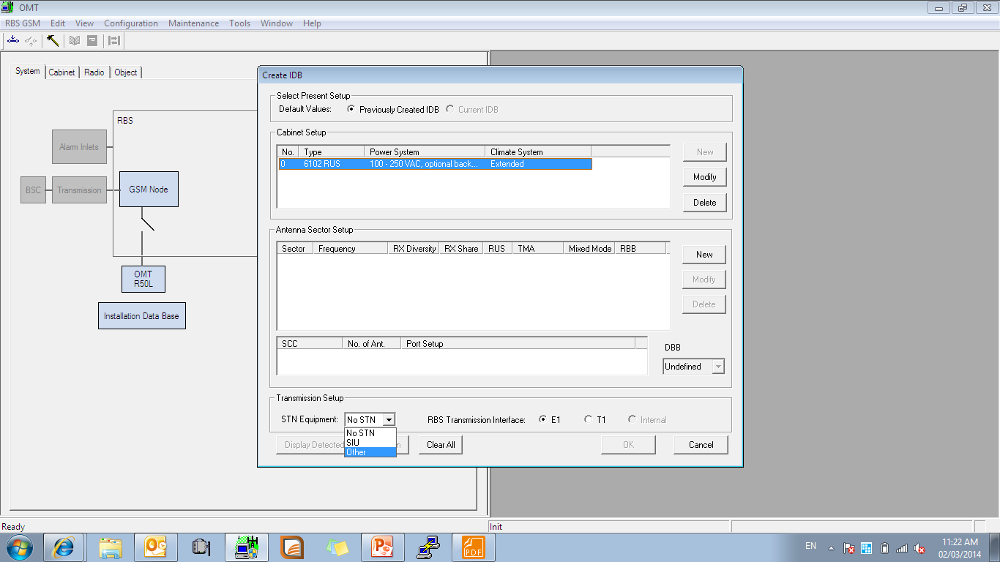 OMT
RBS GSM Edit View Configuration Maintenance Tools Window Help
System Cabinet Radio Object
RBS
Alarm Inlets
BSC Transmission GSM Node
OMT
R50L
Installation Data Base
Create IDB
Select Present Setup
Default Values: Previously Created IDB Current IDB
Cabinet Setup
No. Type Power System Climate System
0 6102 RUS 100 - 250 VAC, optional back... Extended
New
Modify
Delete
Antenna Sector Setup
Sector Frequency RX Diversity RX Share RUS TMA Mixed Mode RBB
New
Modify
Delete
SCC No. of Ant. Port Setup
DBB
Undefined
Transmission Setup
STN Equipment: No STN RBS Transmission Interface: E1 T1 Internal
No STN
SIU
Other
Display Detected Clear All OK Cancel
Ready Init
PDF
EN
11:22 AM
02/03/2014